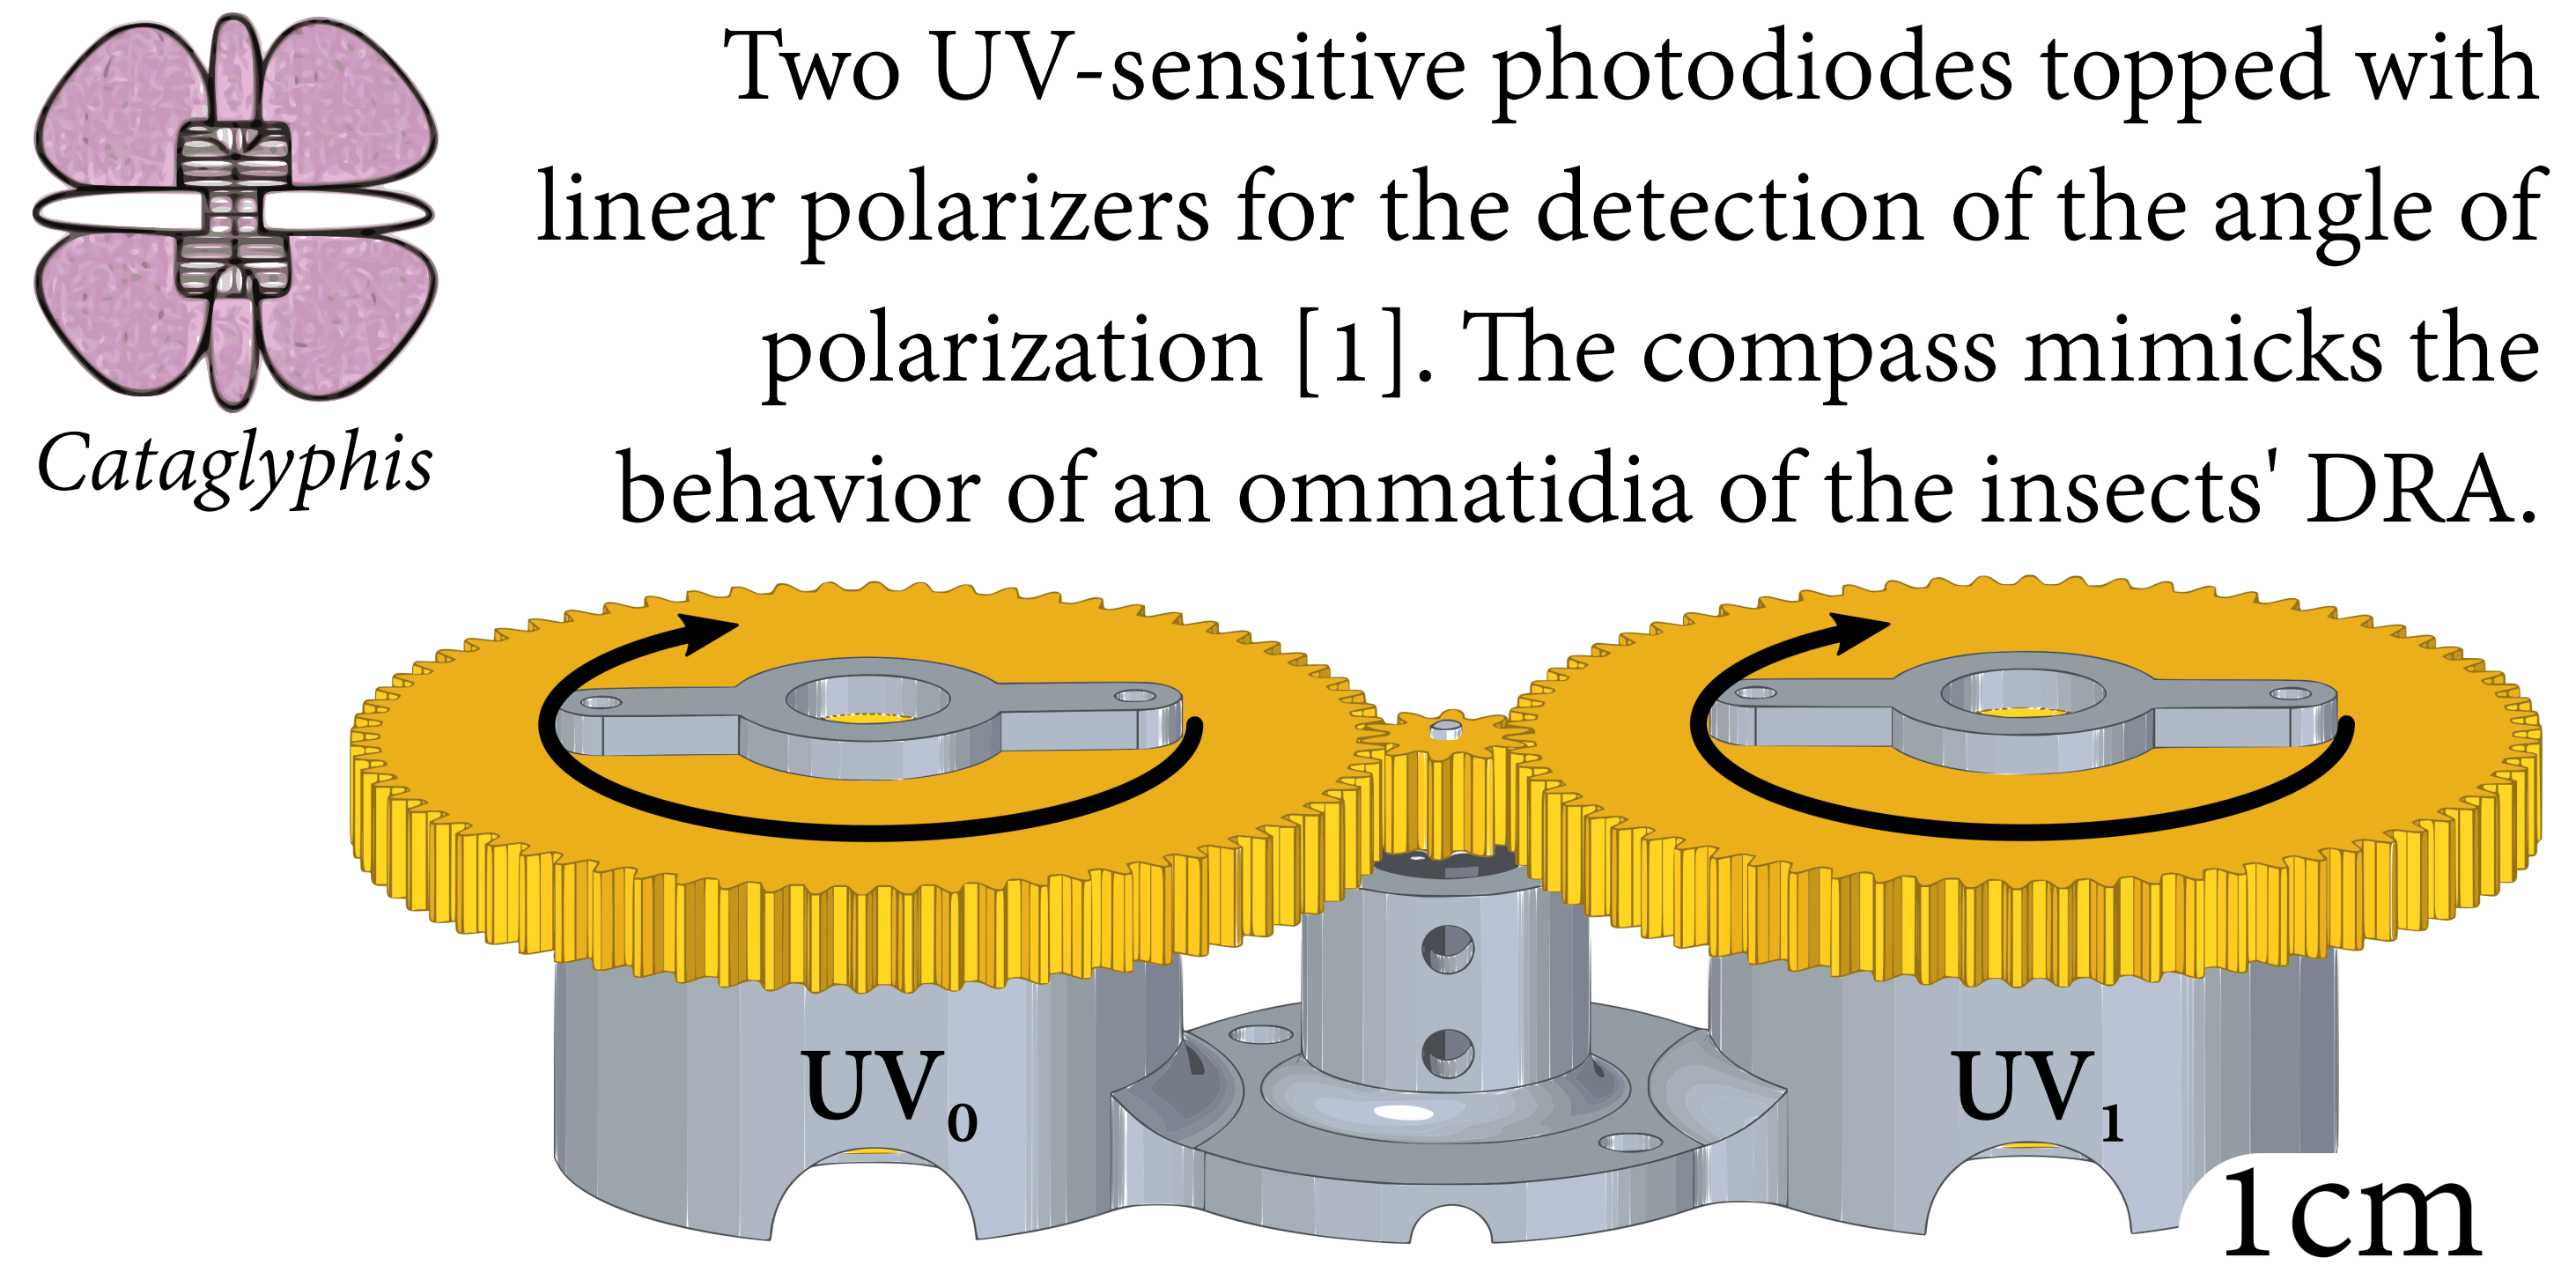 Two UV-sensitive photodiodes topped with
linear polarizers for the detection of the angle of
polarization [1]. The compass mimicks the
behavior of an ommatidia of the insects' DRA.
Cataglyphis
UV₀
UV₁
1cm